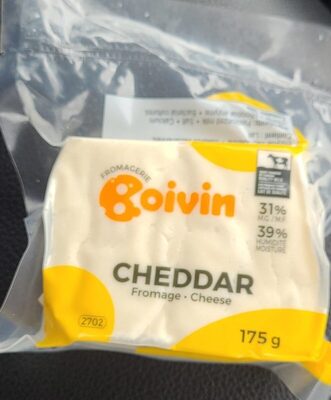 FROMAGERIE
Boivin
31%
M.G. / M.F.
39%
HUMIDITÉ
MOISTURE
CHEDDAR
Fromage • Cheese
2702
175 g